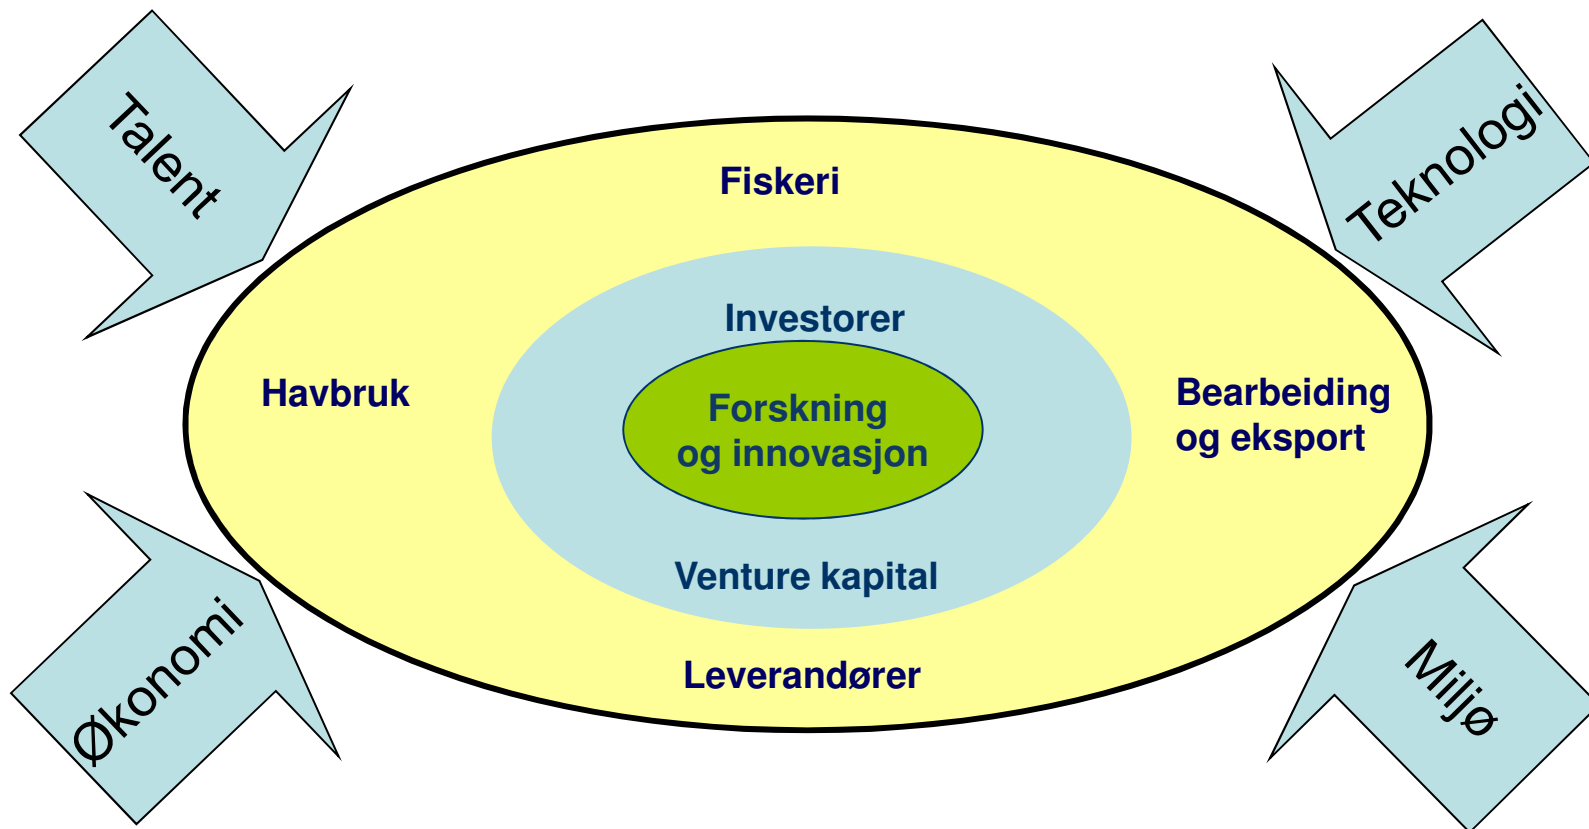 Talent
Teknologi
Fiskeri
Investorer
Havbruk
Forskning
og innovasjon
Bearbeiding
og eksport
Venture kapital
Leverandører
Økonomi
Miljø